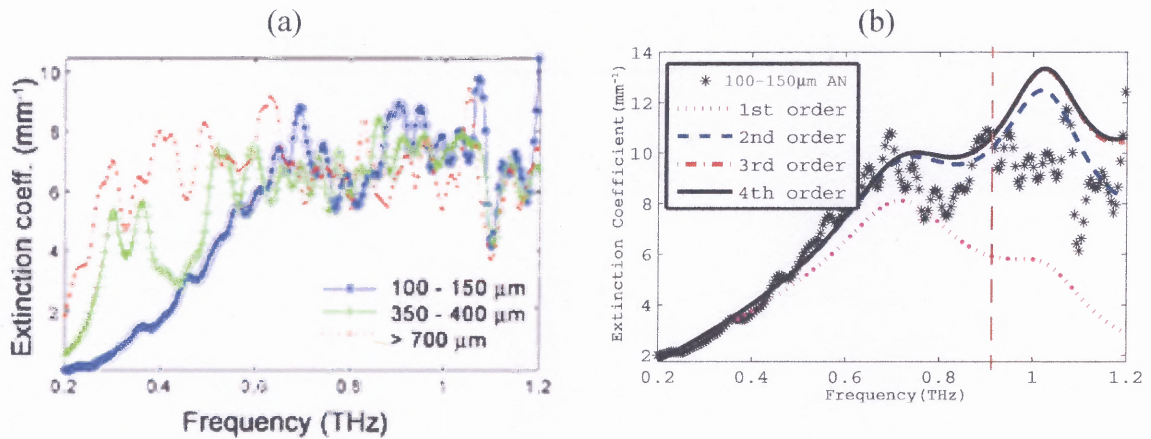 (a)
(b)
Extinction coeff. (mm⁻¹)
10
8
6
4
2
0.2
0.4
0.6
0.8
1.0
1.2
Frequency (THz)
100 - 150 μm
350 - 400 μm
> 700 μm
Extinction Coefficient(mm⁻¹)
14
12
10
8
6
4
2
0.2
0.4
0.6
0.8
1
1.2
Frequency(THz)
100-150μm AN
1st order
2nd order
3rd order
4th order